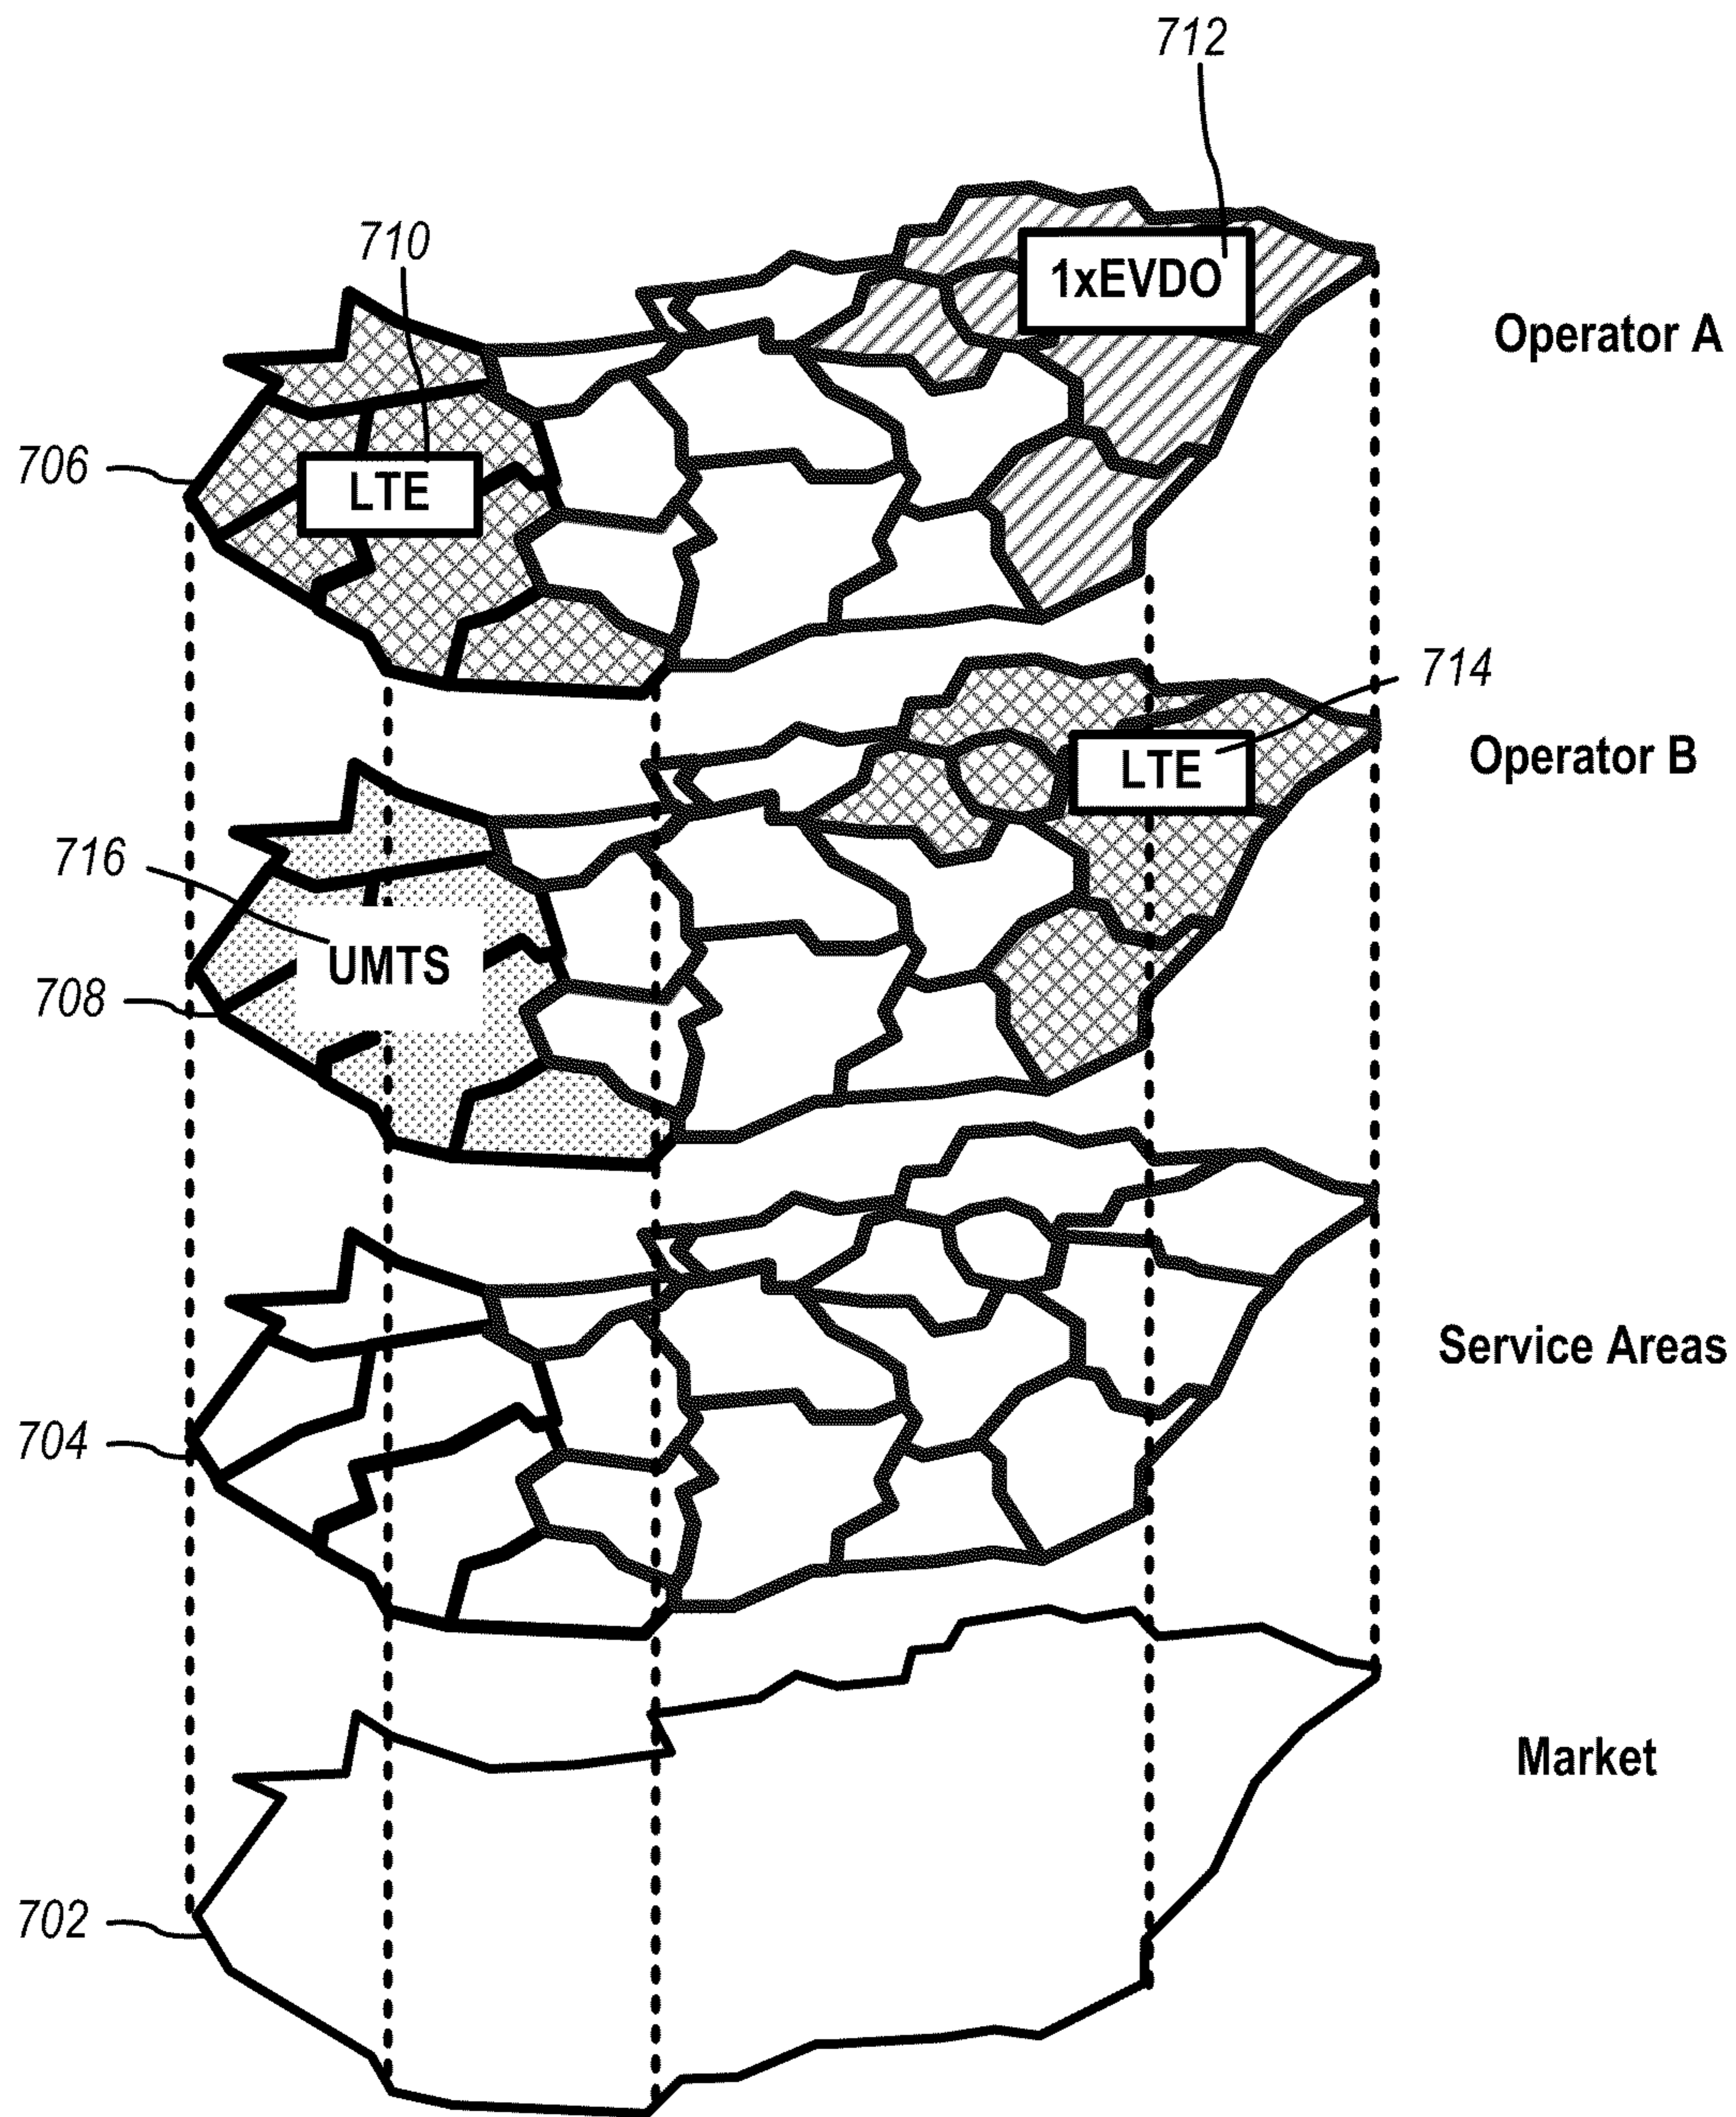 712
710
1xEVDO
Operator A
706
LTE
714
Operator B
LTE
716
UMTS
708
Service Areas
704
Market
702